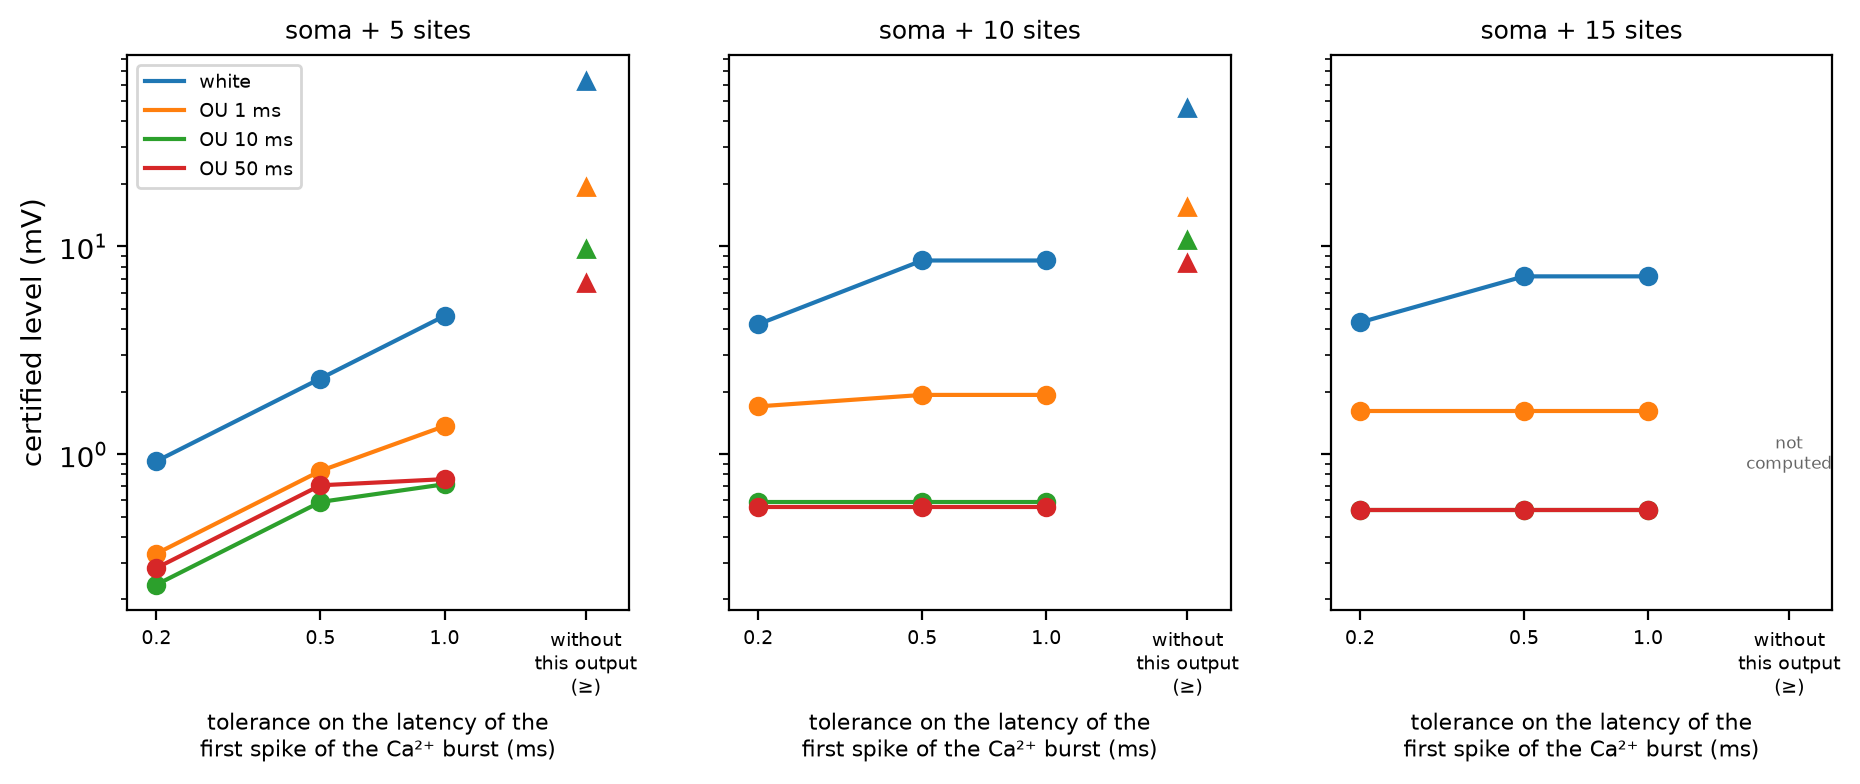 soma + 5 sites
soma + 10 sites
soma + 15 sites
white
OU 1 ms
OU 10 ms
OU 50 ms
certified level (mV)
10¹
10⁰
not
computed
0.2
0.5
1.0
without
this output
(≥)
0.2
0.5
1.0
without
this output
(≥)
0.2
0.5
1.0
without
this output
(≥)
tolerance on the latency of the
first spike of the Ca²⁺ burst (ms)
tolerance on the latency of the
first spike of the Ca²⁺ burst (ms)
tolerance on the latency of the
first spike of the Ca²⁺ burst (ms)